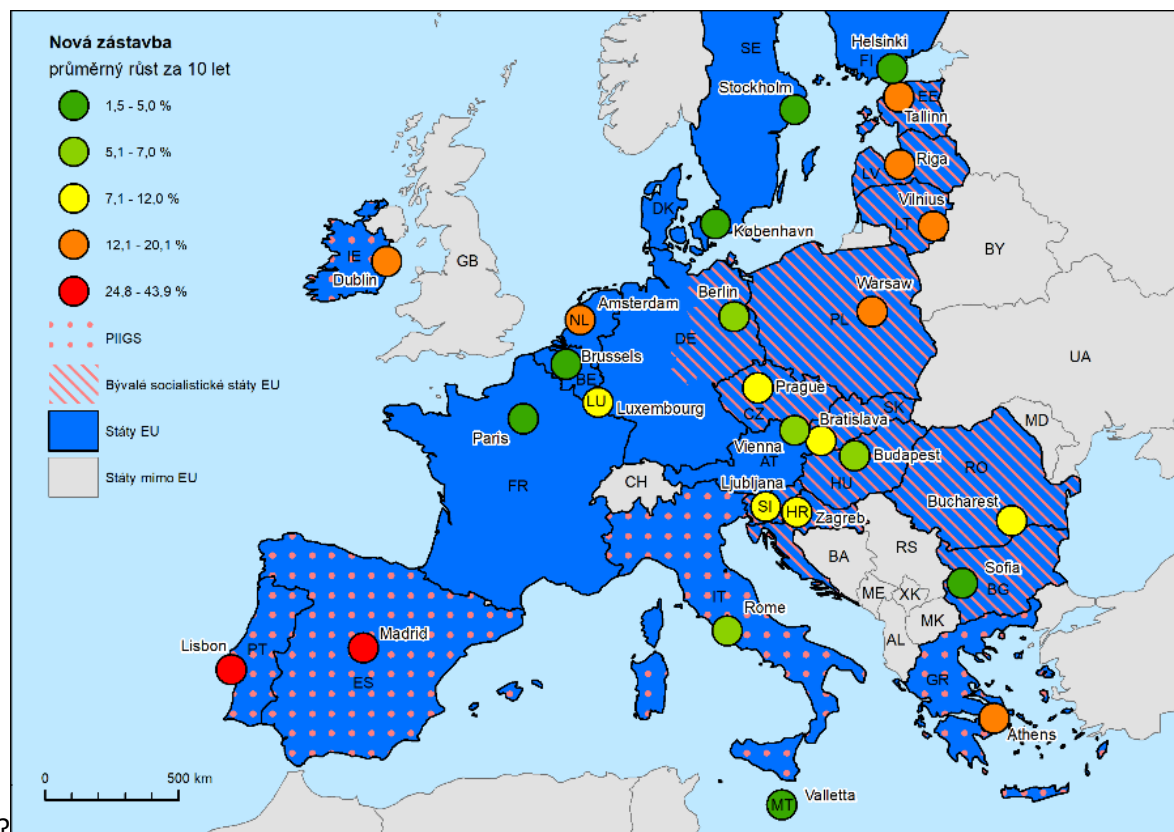 Nová zástavba
průměrný růst za 10 let
1,5 - 5,0 %
5,1 - 7,0 %
7,1 - 12,0 %
12,1 - 20,1 %
24,8 - 43,9 %
PIIGS
Bývalé socialistické státy EU
Státy EU
Státy mimo EU
SE
Helsinki
FI
Stockholm
EE
Tallinn
Riga
LV
Vilnius
LT
DK
København
BY
GB
IE
Dublin
Berlin
Warsaw
Amsterdam
NL
PL
DE
Brussels
BE
UA
Prague
LU
Luxembourg
CZ
SK
Bratislava
MD
Paris
Vienna
Budapest
AT
RO
FR
CH
HU
Ljubljana
Bucharest
SI
HR
Zagreb
RS
BA
Sofia
BG
ME
XK
IT
Rome
MK
AL
Lisbon
Madrid
PT
ES
GR
Athens
0
500 km
MT
Valletta
?